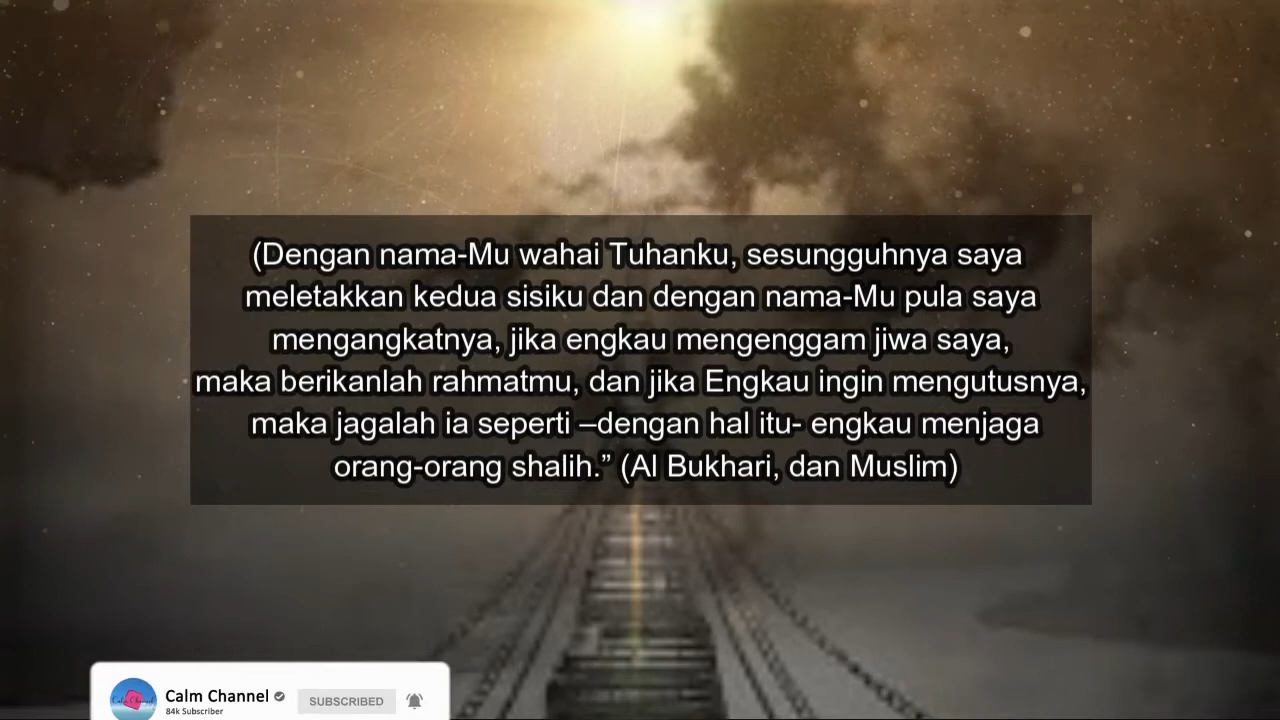 (Dengan nama-Mu wahai Tuhanku, sesungguhnya saya
meletakkan kedua sisiku dan dengan nama-Mu pula saya
mengangkatnya, jika engkau mengenggam jiwa saya,
maka berikanlah rahmatmu, dan jika Engkau ingin mengutusnya,
maka jagalah ia seperti –dengan hal itu- engkau menjaga
orang-orang shalih.” (Al Bukhari, dan Muslim)
Calm Channel
84k Subscriber
SUBSCRIBED